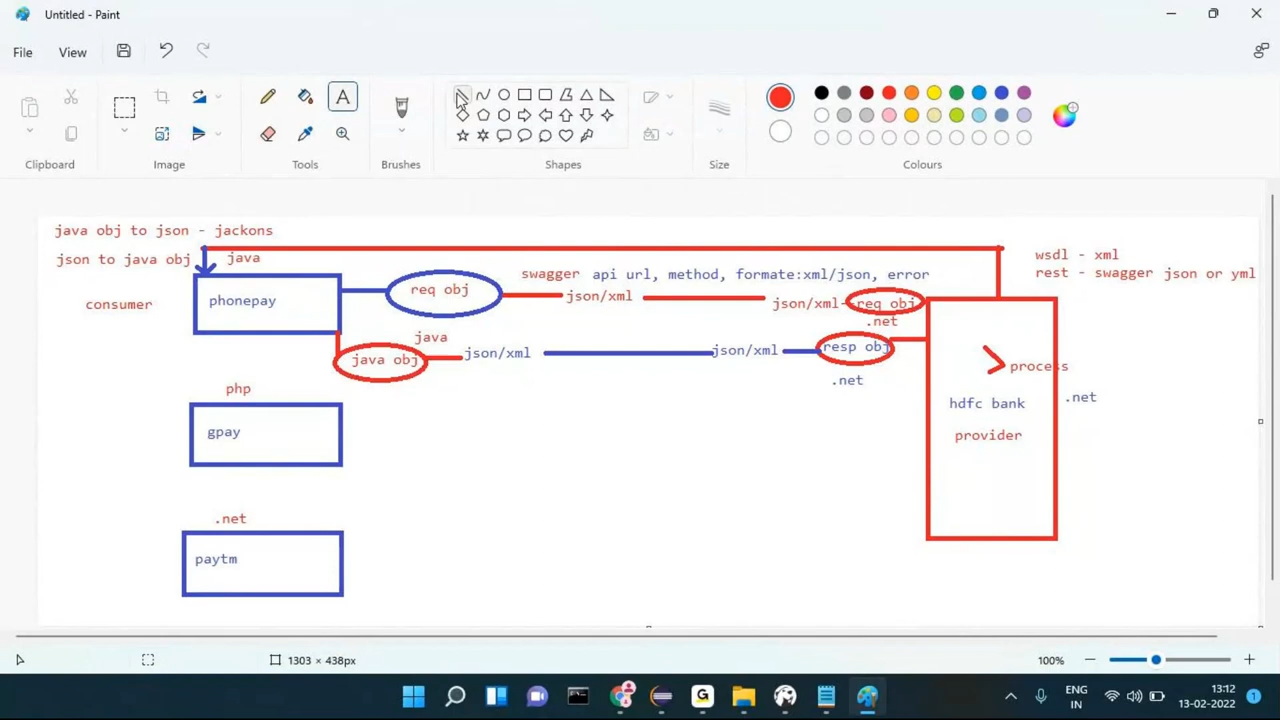 Untitled - Paint
File
View
Clipboard
Image
Tools
Brushes
Shapes
Size
Colours
java obj to json - jackons
json to java obj
java
wsdl - xml
rest - swagger json or yml
swagger
api url, method, formate:xml/json, error
consumer
phonepay
req obj
json/xml
json/xml-
req obj
.net
java
java obj
json/xml
json/xml
resp obj
.net
process
.net
hdfc bank
provider
php
gpay
.net
paytm
1303 × 438px
100%
ENG
IN
13:12
13-02-2022
1